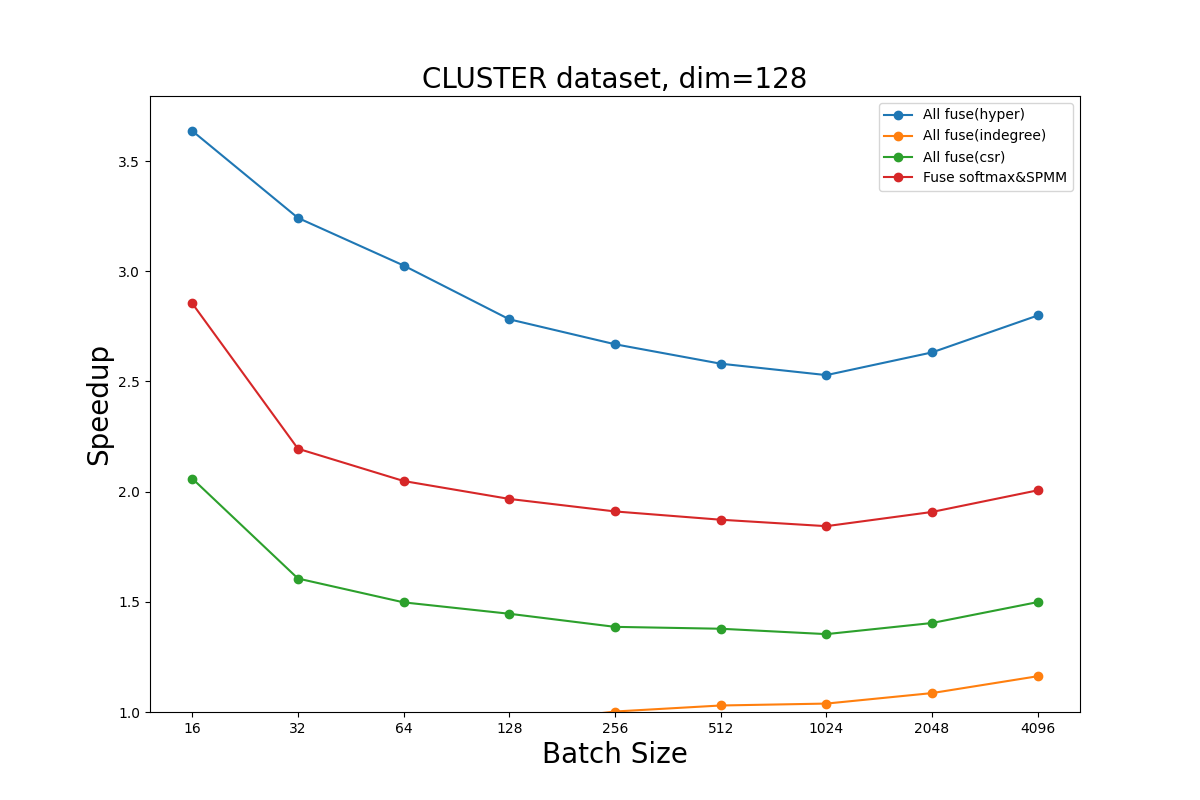 CLUSTER dataset, dim=128
All fuse(hyper)
All fuse(indegree)
All fuse(csr)
Fuse softmax&SPMM
Speedup
3.5
3.0
2.5
2.0
1.5
1.0
16 32 64 128 256 512 1024 2048 4096
Batch Size